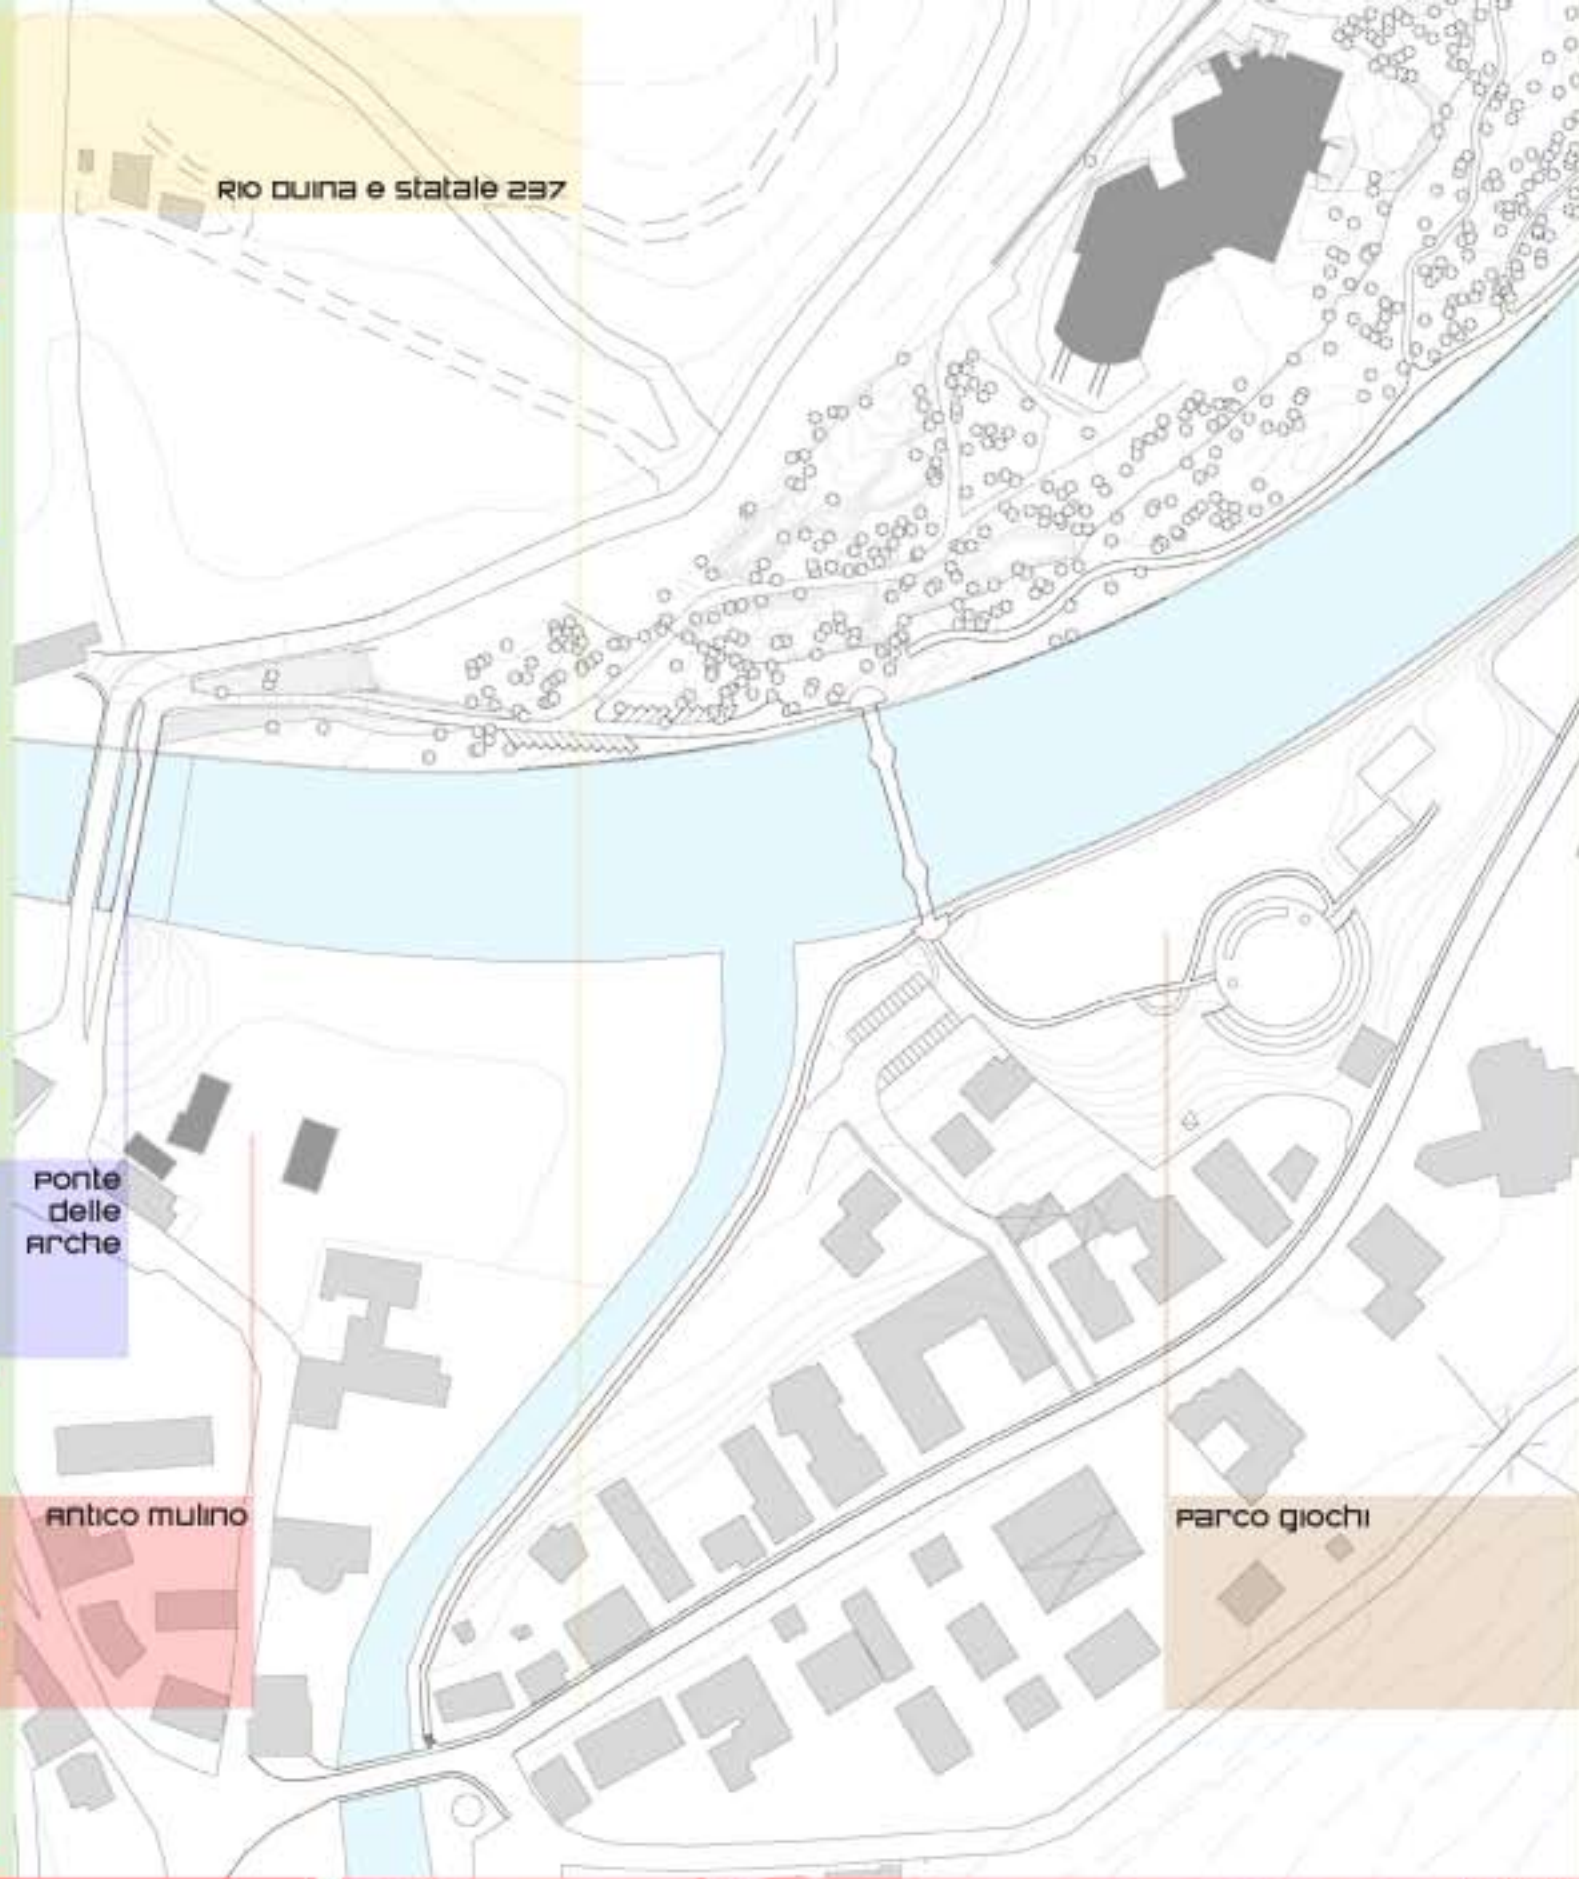 RIO DUINA e statale 237
Ponte
delle
Arche
Antico mulino
Parco giochi